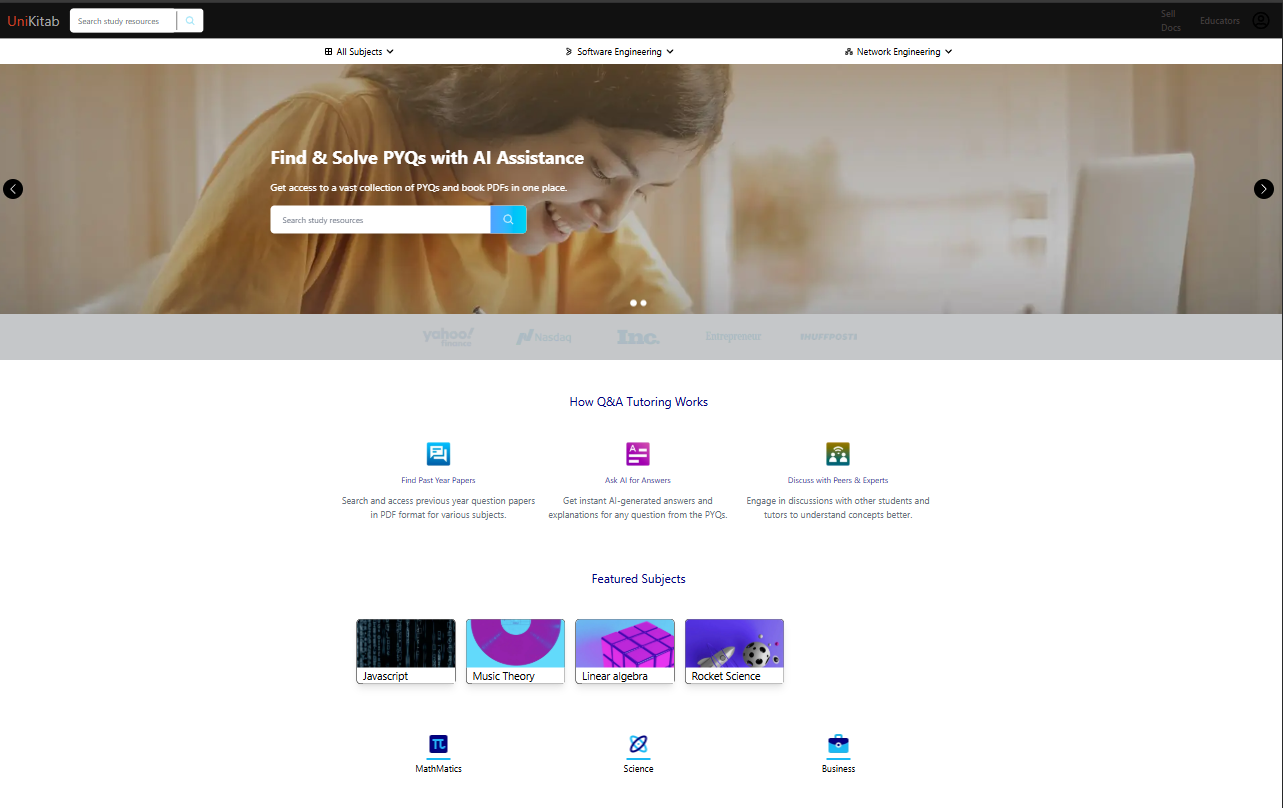 UniKitab
Search study resources
Sell
Docs
Educators
All Subjects
Software Engineering
Network Engineering
Find & Solve PYQs with AI Assistance
Get access to a vast collection of PYQs and book PDFs in one place.
Search study resources
yahoo!
finance
Nasdaq
Inc.
Entrepreneur
IHUFFPOSTI
How Q&A Tutoring Works
Find Past Year Papers
Ask AI for Answers
Discuss with Peers & Experts
Search and access previous year question papers
in PDF format for various subjects.
Get instant AI-generated answers and
explanations for any question from the PYQs.
Engage in discussions with other students and
tutors to understand concepts better.
Featured Subjects
Javascript
Music Theory
Linear algebra
Rocket Science
MathMatics
Science
Business